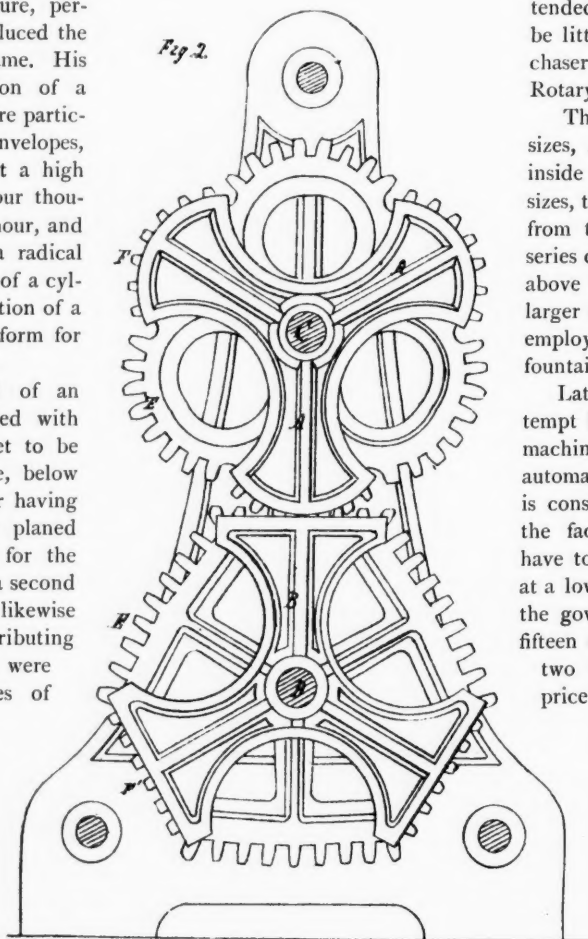 ure, per-
luced the
ame. His
on of a
re partic-
nvelopes,
t a high
our thou-
hour, and
a radical
of a cyl-
tion of a
form for
of an
ed with
et to be
e, below
r having
planed
for the
a second
likewise
ributing
were
es of
Fig 2.
F
A
C
E
A
B
H
F'
tended
be litt
chaser
Rotary
Th
sizes,
inside
sizes, t
from t
series c
above
larger
employ
fountai
Lat
tempt
machin
automa
is cons
the fac
have to
at a low
the gov
fifteen
two
price